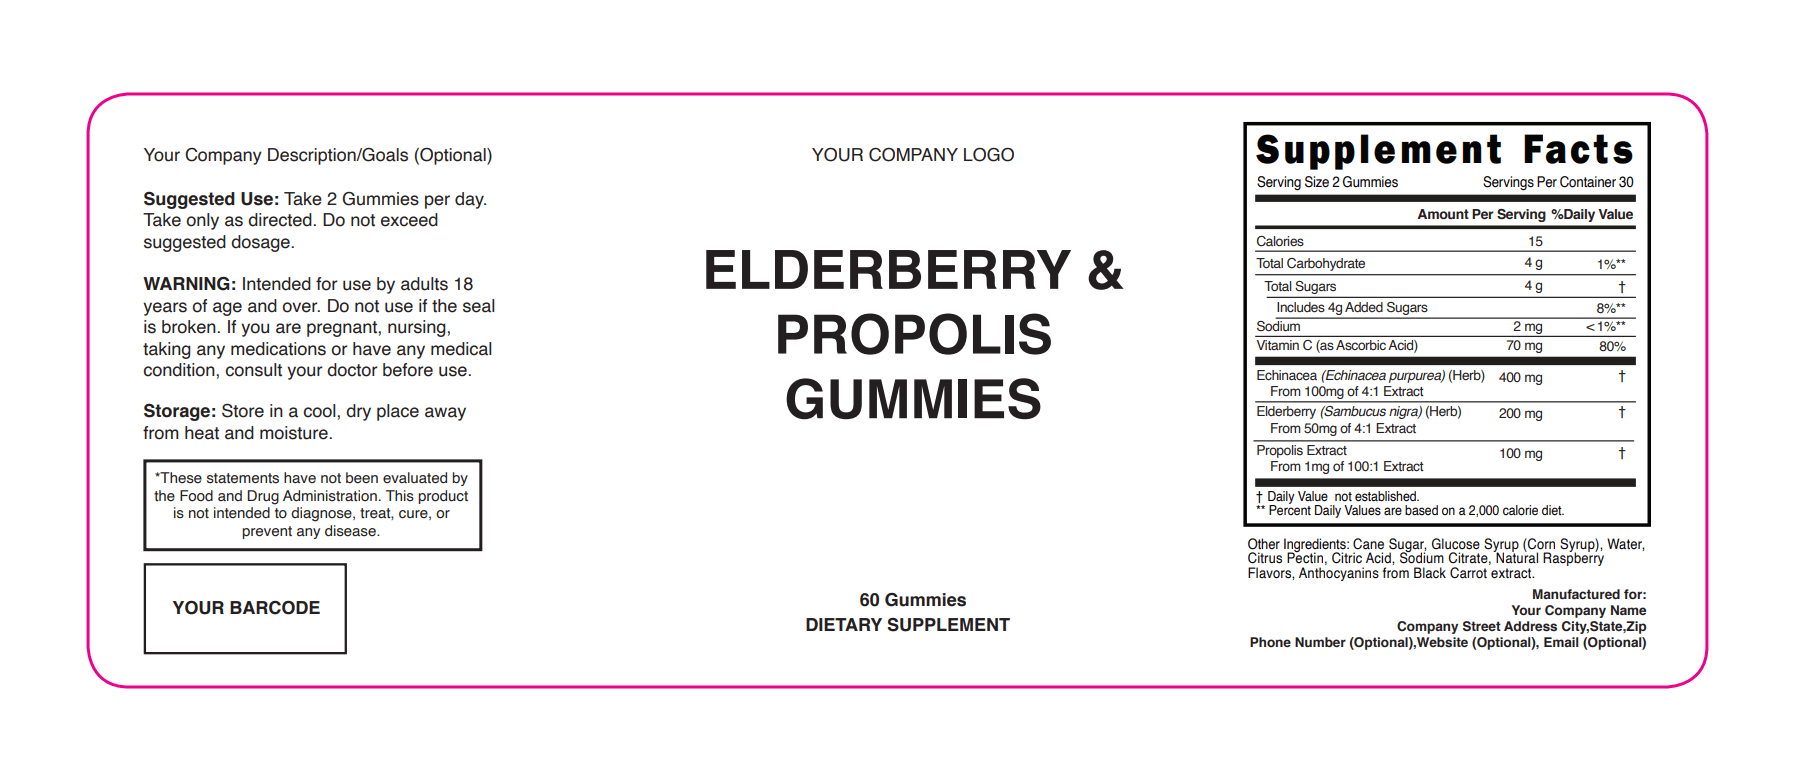 Your Company Description/Goals (Optional)
Suggested Use: Take 2 Gummies per day.
Take only as directed. Do not exceed
suggested dosage.
WARNING: Intended for use by adults 18
years of age and over. Do not use if the seal
is broken. If you are pregnant, nursing,
taking any medications or have any medical
condition, consult your doctor before use.
Storage: Store in a cool, dry place away
from heat and moisture.
*These statements have not been evaluated by
the Food and Drug Administration. This product
is not intended to diagnose, treat, cure, or
prevent any disease.
YOUR BARCODE
YOUR COMPANY LOGO
ELDERBERRY &
PROPOLIS
GUMMIES
60 Gummies
DIETARY SUPPLEMENT
Supplement Facts
Serving Size 2 Gummies Servings Per Container 30
Amount Per Serving %Daily Value
Calories 15
Total Carbohydrate 4 g 1%**
Total Sugars 4 g †
Includes 4g Added Sugars 8%**
Sodium 2 mg <1%**
Vitamin C (as Ascorbic Acid) 70 mg 80%
Echinacea (Echinacea purpurea) (Herb) 400 mg †
From 100mg of 4:1 Extract
Elderberry (Sambucus nigra) (Herb) 200 mg †
From 50mg of 4:1 Extract
Propolis Extract 100 mg †
From 1mg of 100:1 Extract
† Daily Value not established.
** Percent Daily Values are based on a 2,000 calorie diet.
Other Ingredients: Cane Sugar, Glucose Syrup (Corn Syrup), Water,
Citrus Pectin, Citric Acid, Sodium Citrate, Natural Raspberry
Flavors, Anthocyanins from Black Carrot extract.
Manufactured for:
Your Company Name
Company Street Address City,State,Zip
Phone Number (Optional),Website (Optional), Email (Optional)